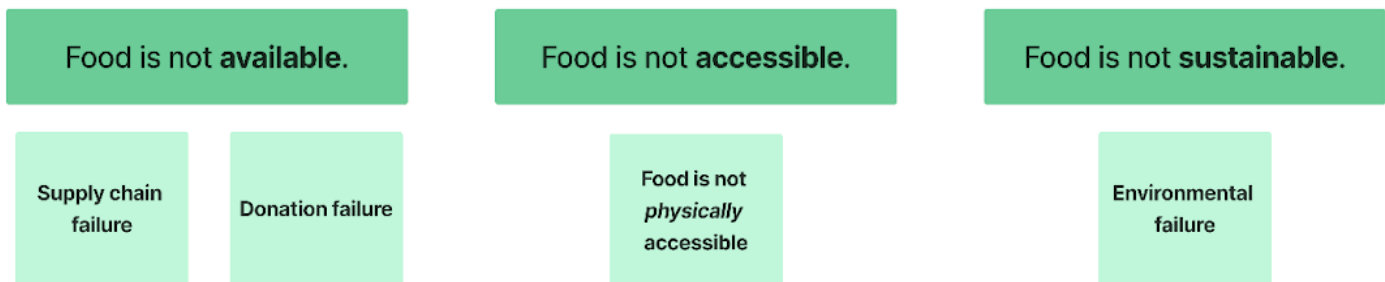 Food is not available.
Food is not accessible.
Food is not sustainable.
Supply chain
failure
Donation failure
Food is not
physically
accessible
Environmental
failure